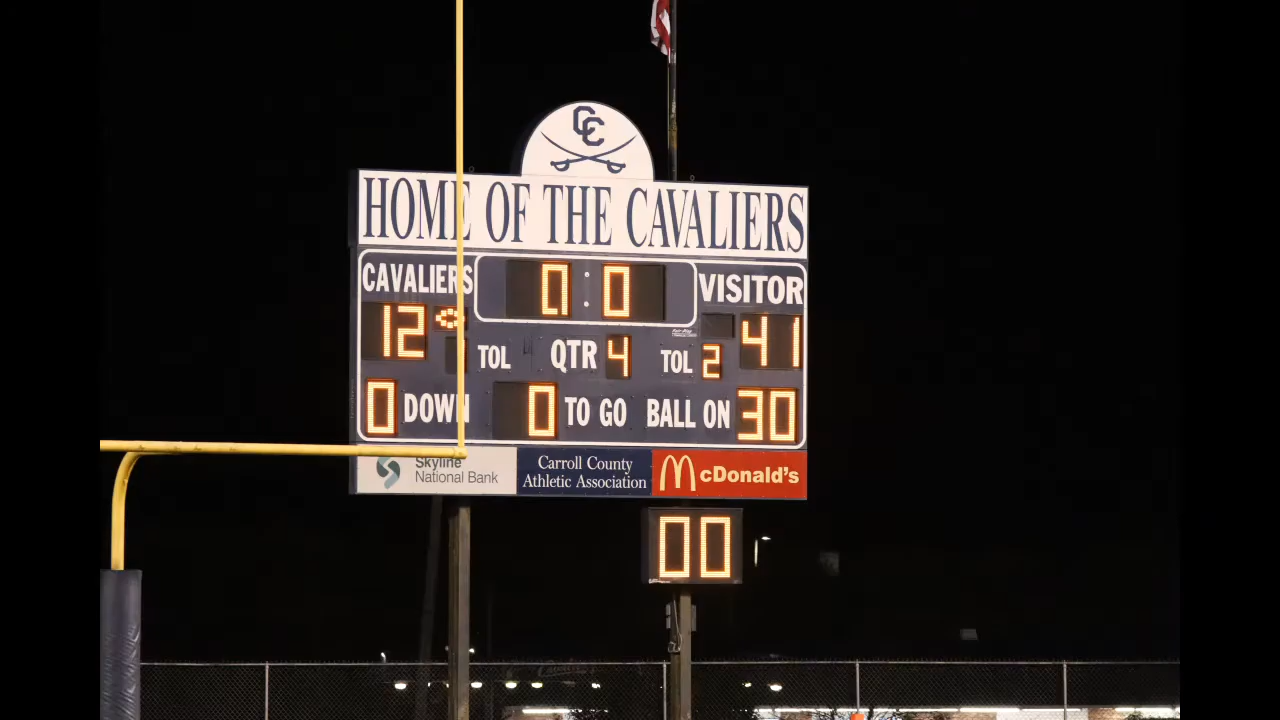 CC
HOME OF THE CAVALIERS
CAVALIERS 0:0 VISITOR
12 41
TOL QTR 4 TOL 2
0 DOWN 0 TO GO BALL ON 30
Skyline
National Bank
Carroll County
Athletic Association
McDonald's
00